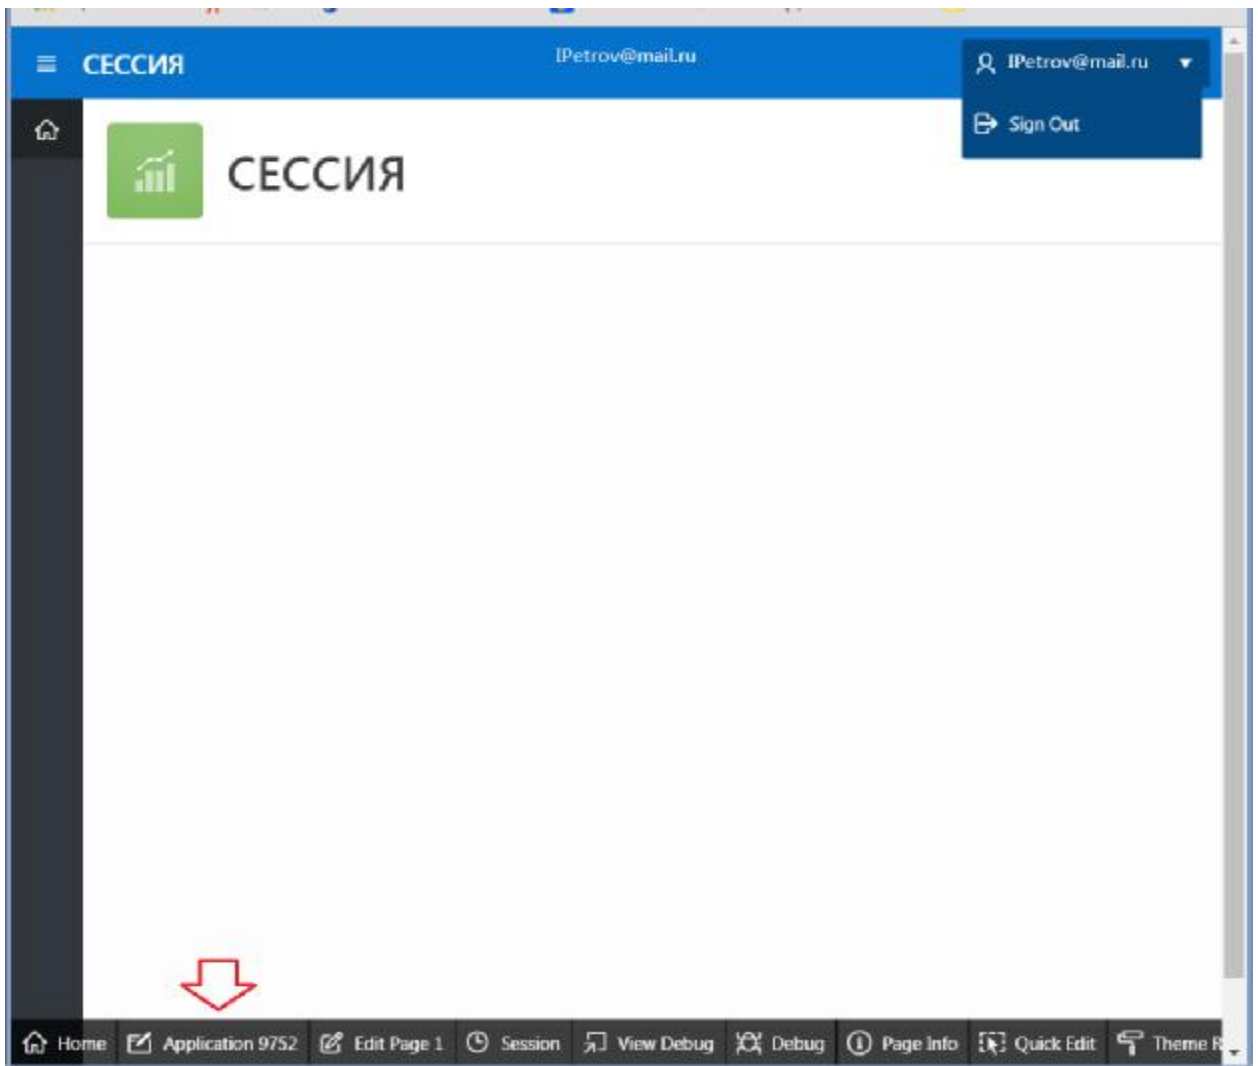 СЕССИЯ
IPetrov@mail.ru
IPetrov@mail.ru
Sign Out
СЕССИЯ
Home
Application 9752
Edit Page 1
Session
View Debug
Debug
Page Info
Quick Edit
Theme R